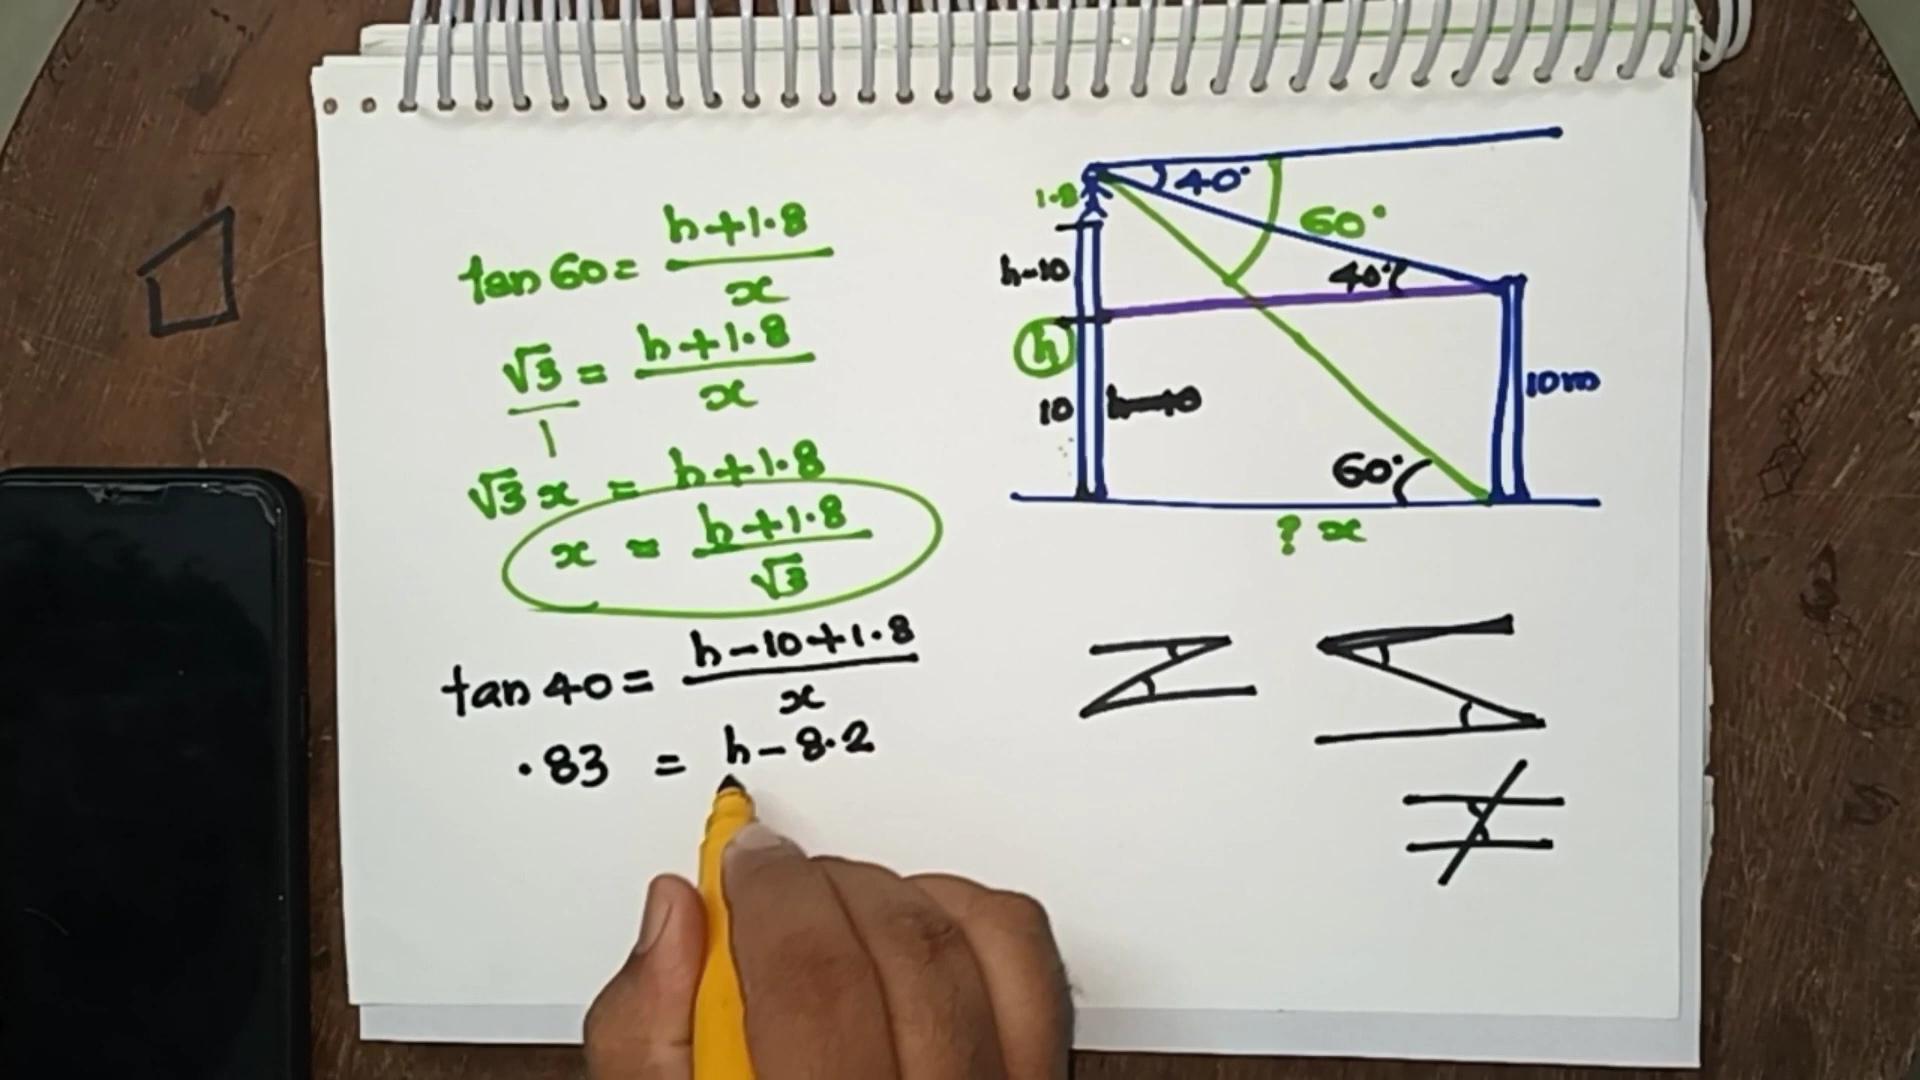 tan 60 = h+1.8 / x
√3 / 1 = h+1.8 / x
√3 x = h+1.8
x = h+1.8 / √3
tan 40 = h-10+1.8 / x
.83 = h-8.2
40°
1.8
60°
h-10
40°
h
10
10m
60°
? x